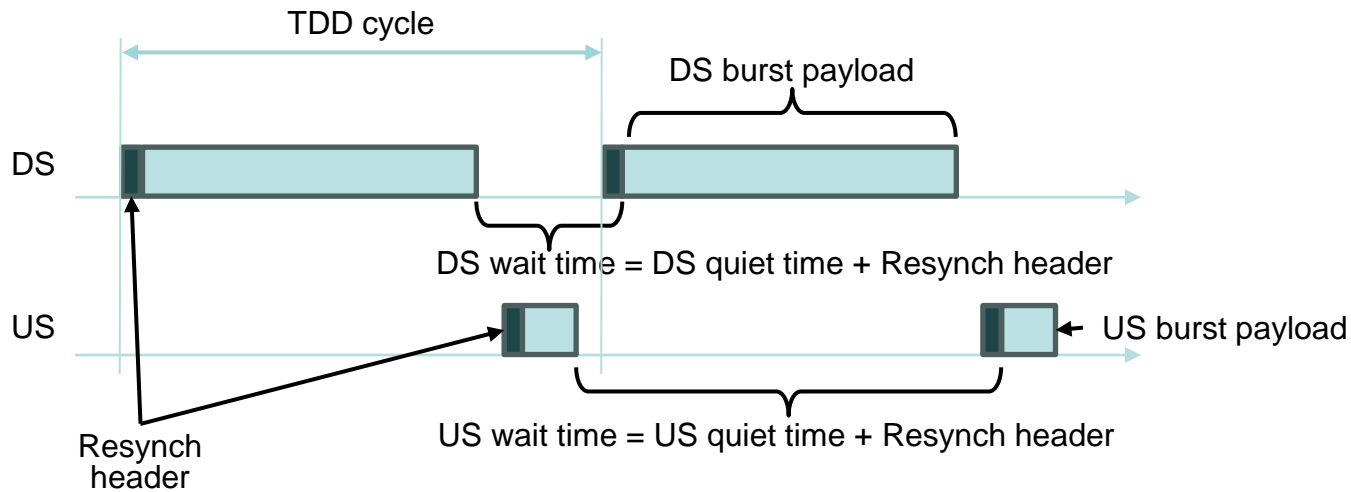 TDD cycle
DS burst payload
DS
DS wait time = DS quiet time + Resynch header
US
US burst payload
US wait time = US quiet time + Resynch header
Resynch
header